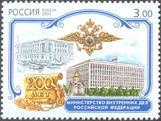 РОССИЯ
3.00
200 ЛЕТ
МИНИСТЕРСТВО ВНУТРЕННИХ ДЕЛ
РОССИЙСКОЙ ФЕДЕРАЦИИ